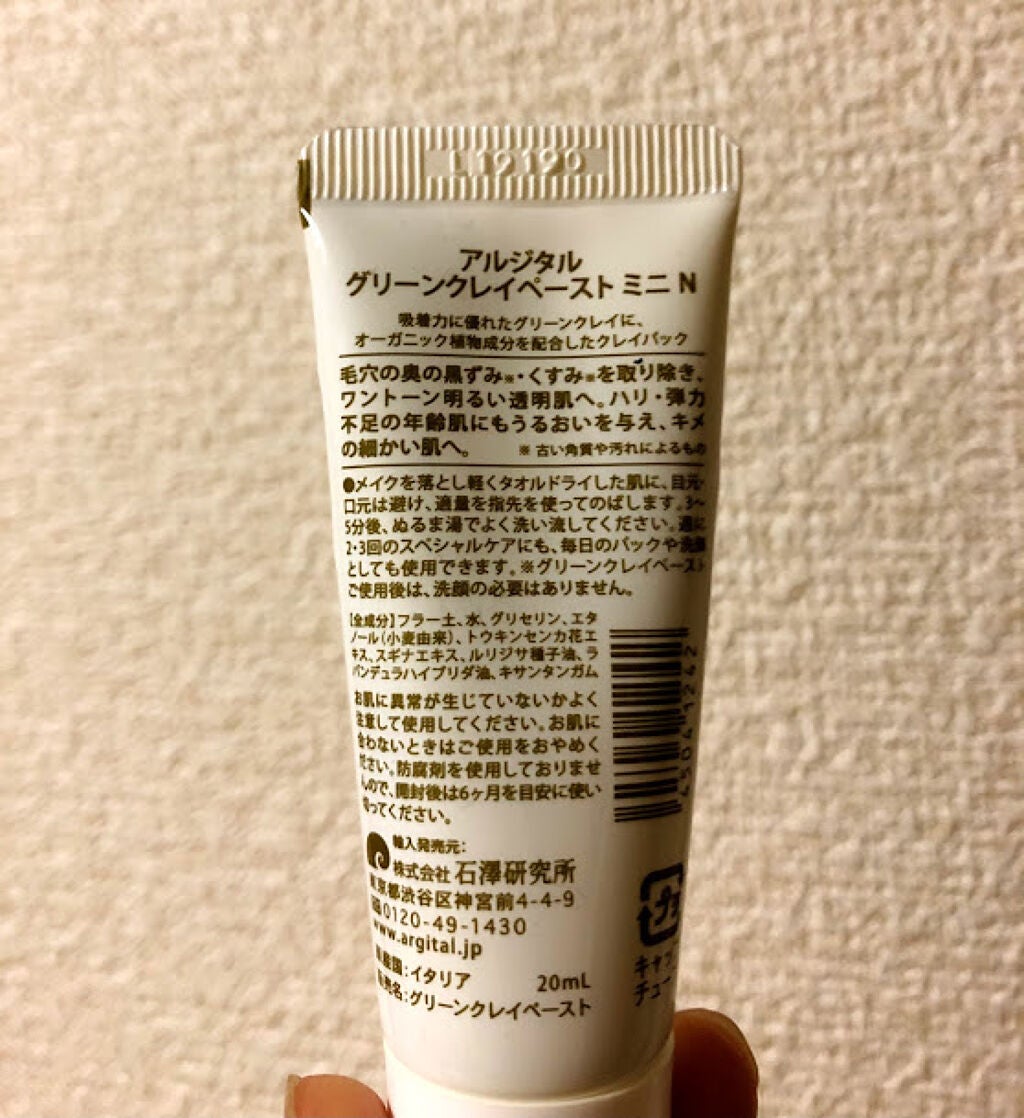 L19190
アルジタル
グリーンクレイペースト ミニ N
吸着力に優れたグリーンクレイに、
オーガニック植物成分を配合したクレイパック
毛穴の奥の黒ずみ※・くすみ※を取り除き、
ワントーン明るい透明肌へ。ハリ・弾力
不足の年齢肌にもうるおいを与え、キメ
の細かい肌へ。 ※ 古い角質や汚れによるもの
●メイクを落とし軽くタオルドライした肌に、目元・
口元は避け、適量を指先を使ってのばします。3〜
5分後、ぬるま湯でよく洗い流してください。週に
2・3回のスペシャルケアにも、毎日のパックや洗顔
としても使用できます。※グリーンクレイペースト
ご使用後は、洗顔の必要はありません。
【全成分】フラー土、水、グリセリン、エタ
ノール(小麦由来)、トウキンセンカ花エ
キス、スギナエキス、ルリジサ種子油、ラ
バンデュラハイブリダ油、キサンタンガム
お肌に異常が生じていないかよく
注意して使用してください。お肌に
合わないときはご使用をおやめく
ださい。防腐剤を使用しておりませ
んので、開封後は6ヶ月を目安に使い
切ってください。
輸入発売元:
株式会社 石澤研究所
東京都渋谷区神宮前4-4-9
0120-49-1430
www.argital.jp
原産国:イタリア 20mL
販売名:グリーンクレイペースト
プ
キャッ
チュー